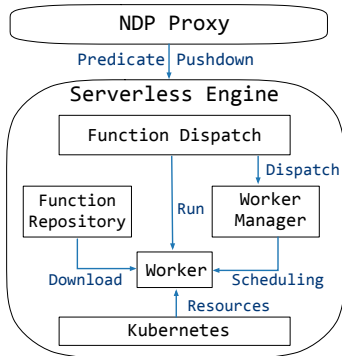 NDP Proxy
Predicate Pushdown
Serverless Engine
Function Dispatch
Dispatch
Function
Repository
Run
Worker
Manager
Download
Worker
Scheduling
Resources
Kubernetes